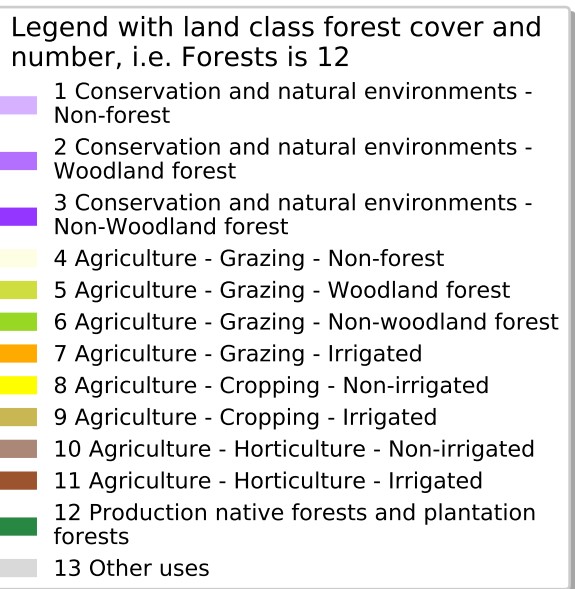 Legend with land class forest cover and
number, i.e. Forests is 12
1 Conservation and natural environments -
Non-forest
2 Conservation and natural environments -
Woodland forest
3 Conservation and natural environments -
Non-Woodland forest
4 Agriculture - Grazing - Non-forest
5 Agriculture - Grazing - Woodland forest
6 Agriculture - Grazing - Non-woodland forest
7 Agriculture - Grazing - Irrigated
8 Agriculture - Cropping - Non-irrigated
9 Agriculture - Cropping - Irrigated
10 Agriculture - Horticulture - Non-irrigated
11 Agriculture - Horticulture - Irrigated
12 Production native forests and plantation
forests
13 Other uses